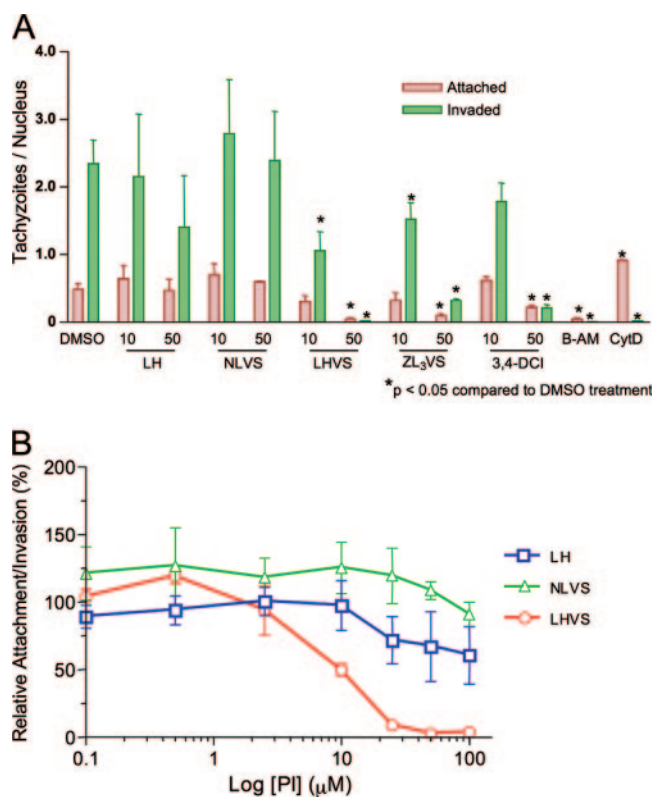 A
Tachyzoites / Nucleus
4.0
3.0
2.0
1.0
0
Attached
Invaded
* * * * * * * * * * * *
DMSO 10 50 10 50 10 50 10 50 10 50 B-AM CytD
LH NLVS LHVS ZL3VS 3,4-DCI
*p < 0.05 compared to DMSO treatment
B
Relative Attachment/Invasion (%)
200
150
100
50
0
0.1 1 10 100
Log [PI] (µM)
LH
NLVS
LHVS